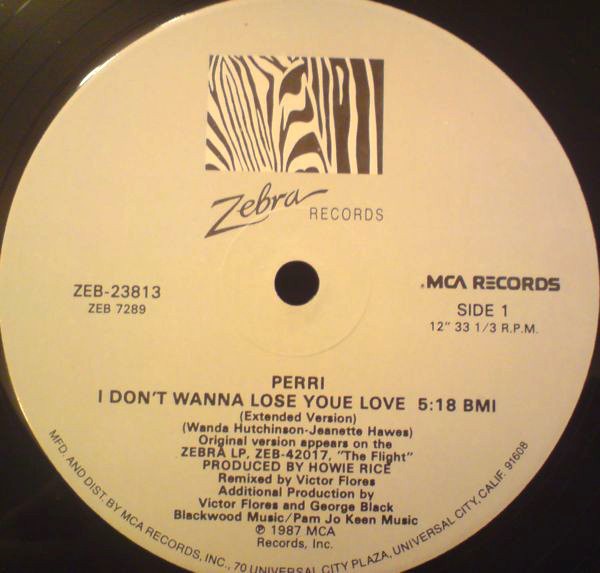 Zebra RECORDS
ZEB-23813
ZEB 7289
.MCA RECORDS
SIDE 1
12" 33 1/3 R.P.M.
PERRI
I DON'T WANNA LOSE YOUE LOVE 5:18 BMI
(Extended Version)
(Wanda Hutchinson-Jeanette Hawes)
Original version appears on the
ZEBRA LP, ZEB-42017, "The Flight"
PRODUCED BY HOWIE RICE
Remixed by Victor Flores
Additional Production by
Victor Flores and George Black
Blackwood Music/Pam Jo Keen Music
℗ 1987 MCA
Records, Inc.
MFD. AND DIST. BY MCA RECORDS, INC., 70 UNIVERSAL CITY PLAZA, UNIVERSAL CITY, CALIF. 91608